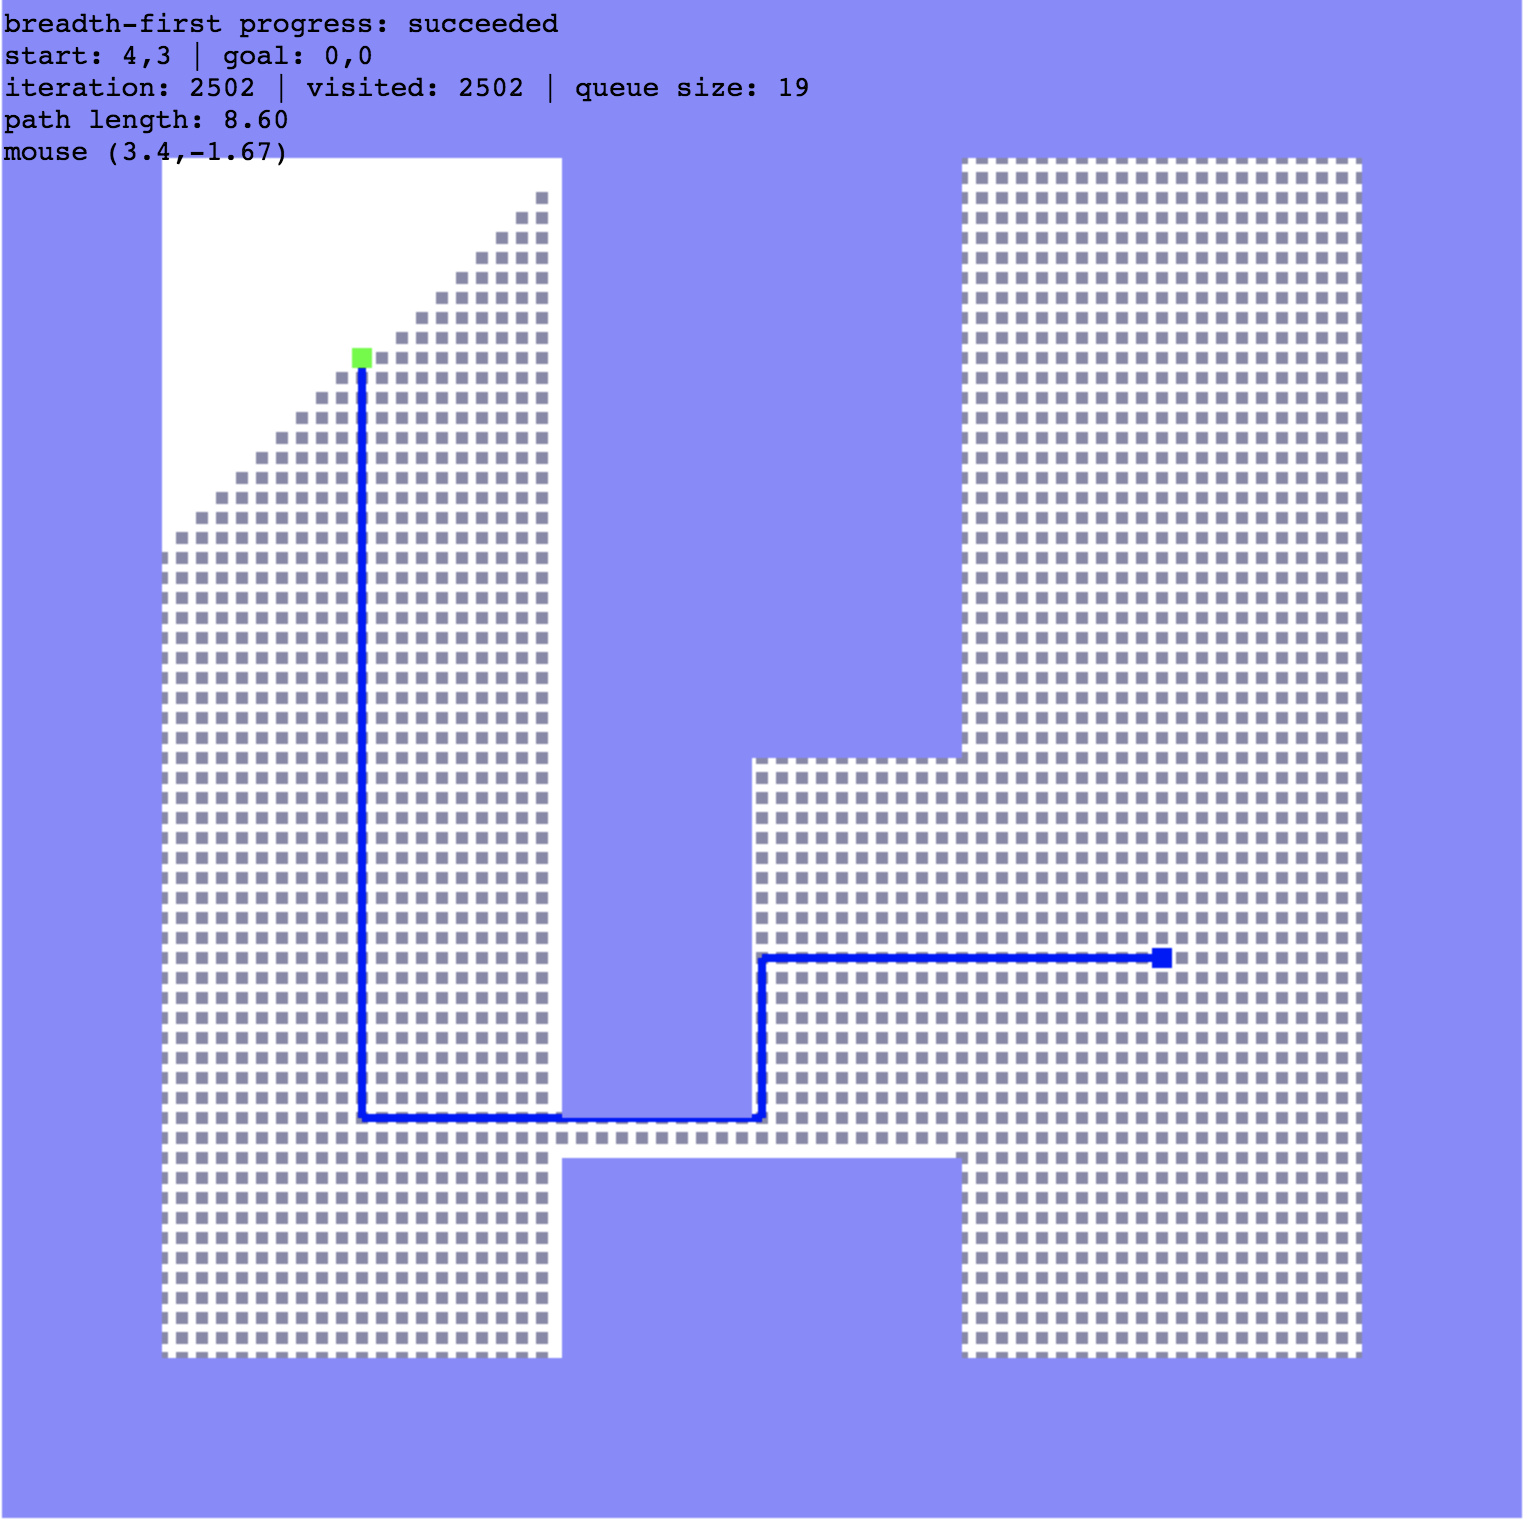 breadth-first progress: succeeded
start: 4,3 | goal: 0,0
iteration: 2502 | visited: 2502 | queue size: 19
path length: 8.60
mouse (3.4,-1.67)